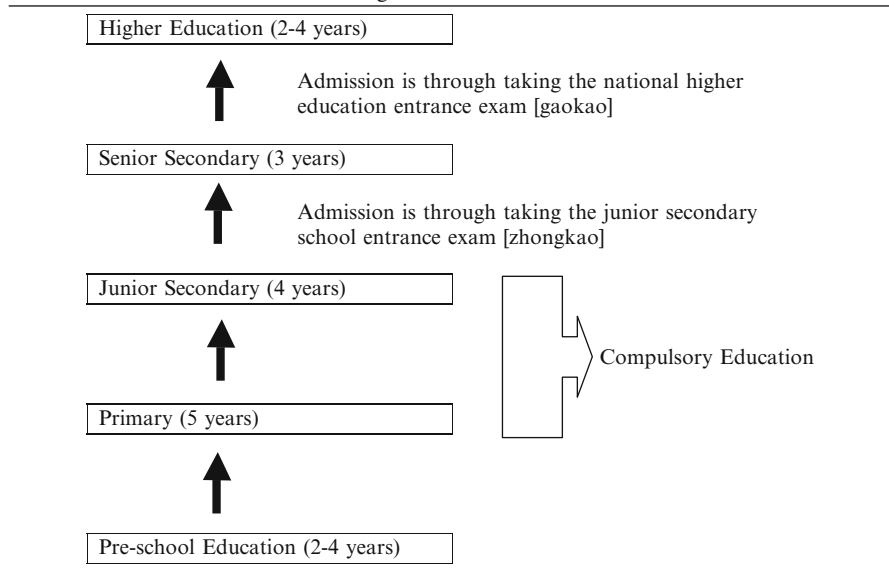 Higher Education (2-4 years)
Admission is through taking the national higher
education entrance exam [gaokao]
Senior Secondary (3 years)
Admission is through taking the junior secondary
school entrance exam [zhongkao]
Junior Secondary (4 years)
Compulsory Education
Primary (5 years)
Pre-school Education (2-4 years)